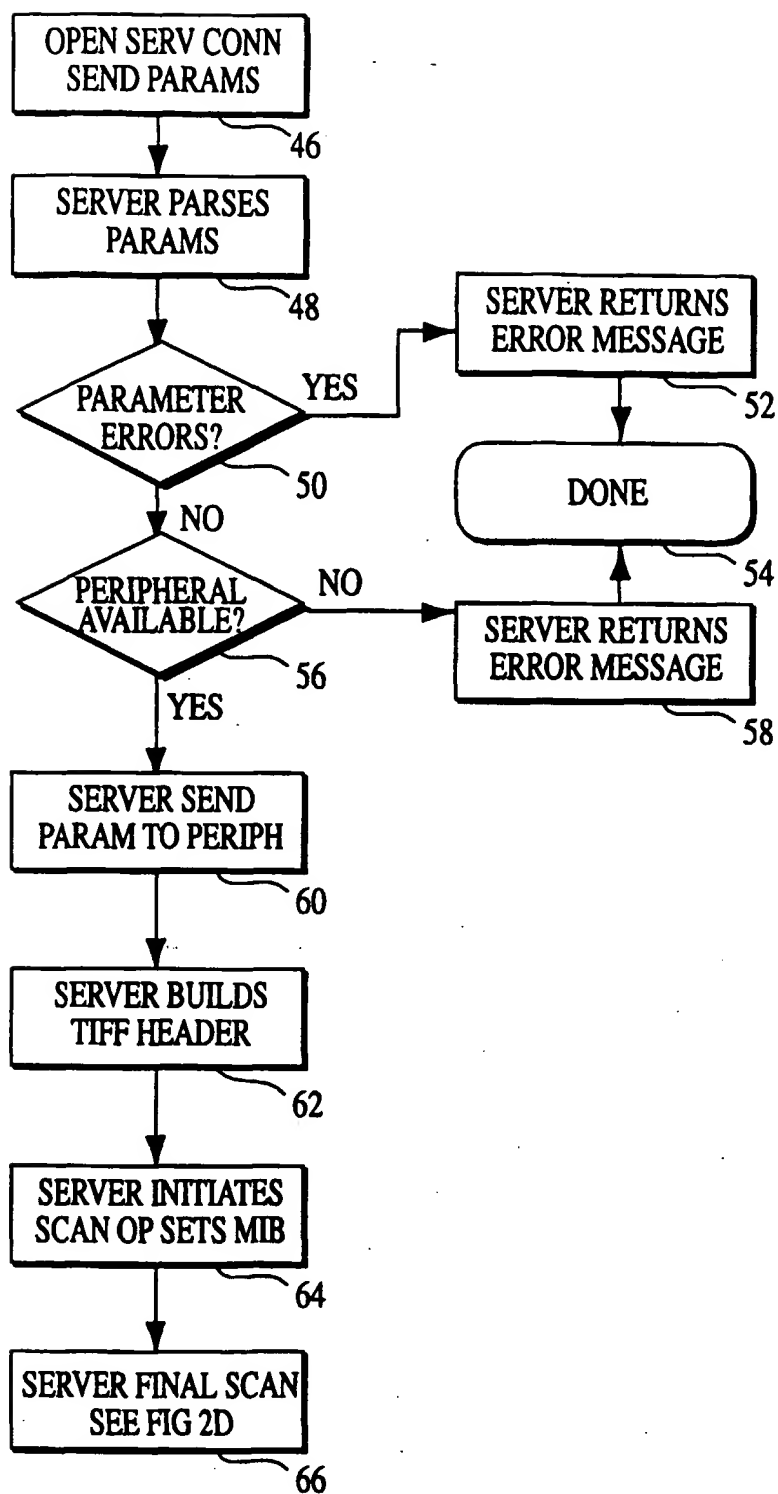 OPEN SERV CONN
SEND PARAMS
46
SERVER PARSES
PARAMS
48
PARAMETER
ERRORS?
50
YES
SERVER RETURNS
ERROR MESSAGE
52
DONE
54
NO
PERIPHERAL
AVAILABLE?
56
NO
SERVER RETURNS
ERROR MESSAGE
58
YES
SERVER SEND
PARAM TO PERIPH
60
SERVER BUILDS
TIFF HEADER
62
SERVER INITIATES
SCAN OP SETS MIB
64
SERVER FINAL SCAN
SEE FIG 2D
66